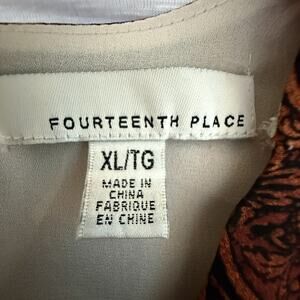 FOURTEENTH PLACE
XL/TG
MADE IN
CHINA
FABRIQUE
EN CHINE